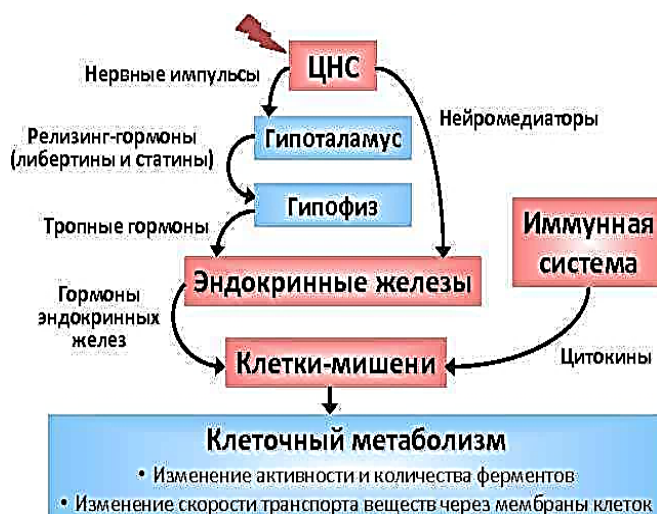 ЦНС
Нервные импульсы
Нейромедиаторы
Гипоталамус
Релизинг-гормоны
(либертины и статины)
Гипофиз
Тропные гормоны
Иммунная
система
Эндокринные железы
Гормоны
эндокринных
желез
Клетки-мишени
Цитокины
Клеточный метаболизм
• Изменение активности и количества ферментов
• Изменение скорости транспорта веществ через мембраны клеток